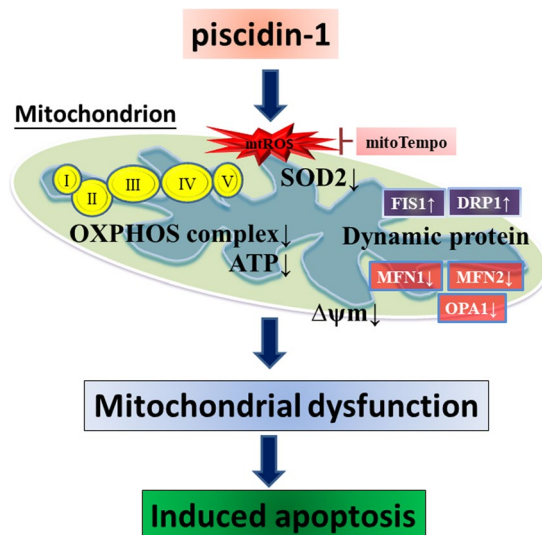 piscidin-1
Mitochondrion
mtROS
mitoTempo
I
II
III
IV
V
SOD2↓
FIS1↑
DRP1↑
OXPHOS complex↓
ATP↓
Dynamic protein
MFN1↓
MFN2↓
OPA1↓
Δψm↓
Mitochondrial dysfunction
Induced apoptosis